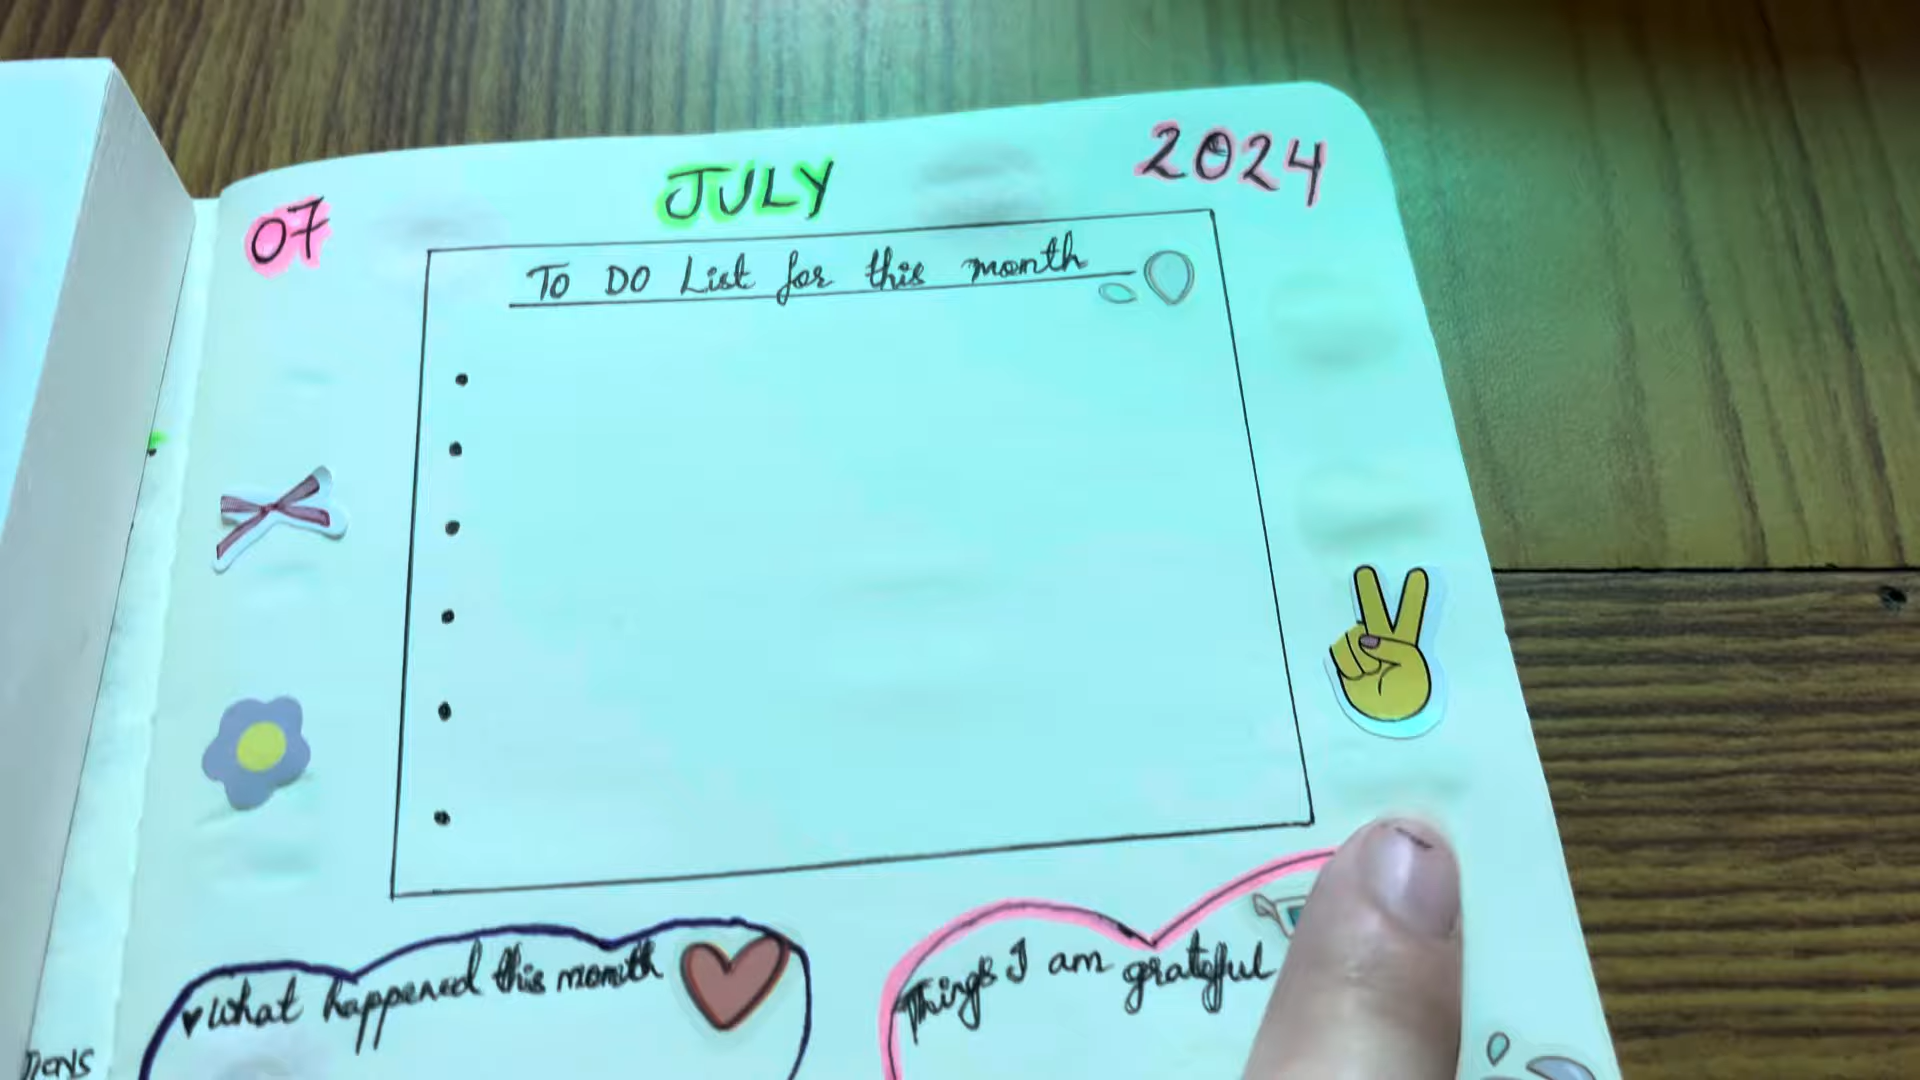 07 JULY 2024
To DO List for this month
♥What happened this month
Things I am grateful